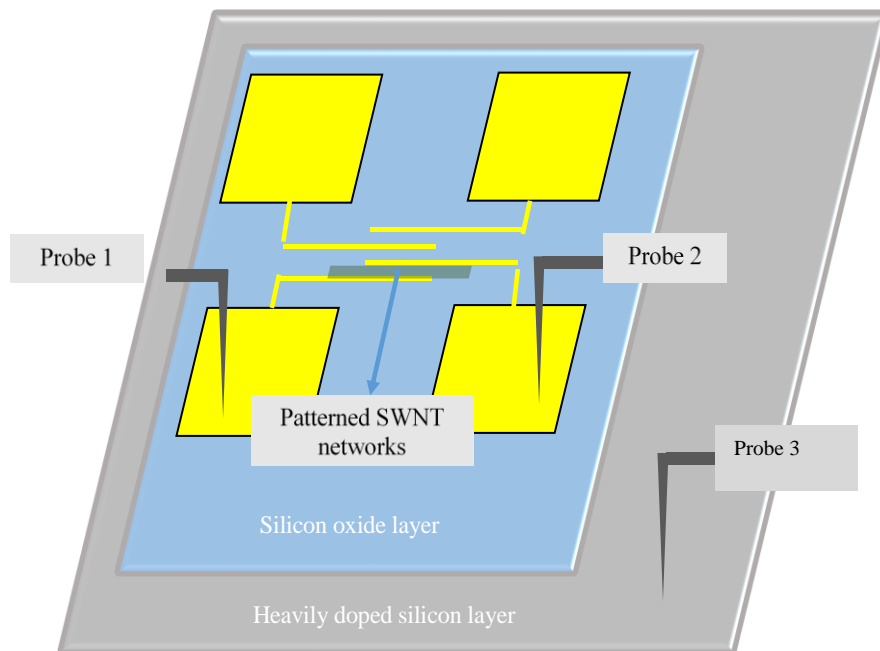 Probe 1
Probe 2
Patterned SWNT
networks
Probe 3
Silicon oxide layer
Heavily doped silicon layer